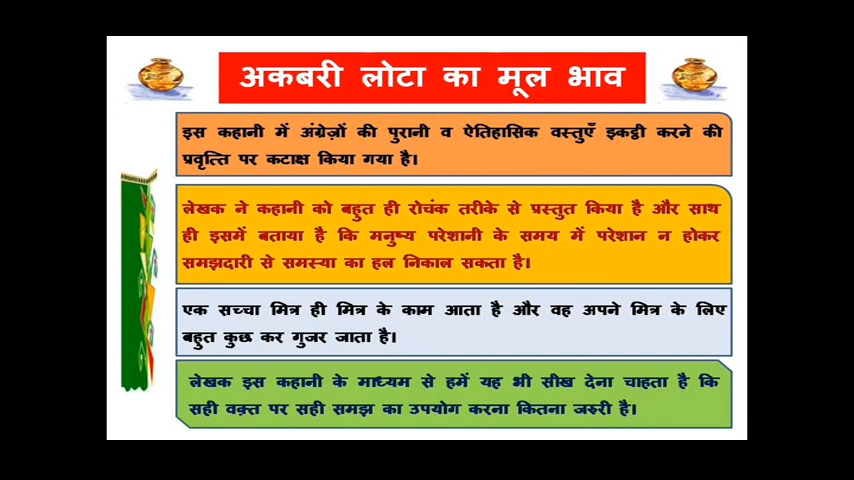 अकबरी लोटा का मूल भाव
इस कहानी में अंग्रेज़ों की पुरानी व ऐतिहासिक वस्तुएँ इकट्ठी करने की
प्रवृत्ति पर कटाक्ष किया गया है।
लेखक ने कहानी को बहुत ही रोचंक तरीके से प्रस्तुत किया है और साथ
ही इसमें बताया है कि मनुष्य परेशानी के समय में परेशान न होकर
समझदारी से समस्या का हल निकाल सकता है।
एक सच्चा मित्र ही मित्र के काम आता है और वह अपने मित्र के लिए
बहुत कुछ कर गुजर जाता है।
लेखक इस कहानी के माध्यम से हमें यह भी सीख देना चाहता है कि
सही वक़्त पर सही समझ का उपयोग करना कितना जरुरी है।